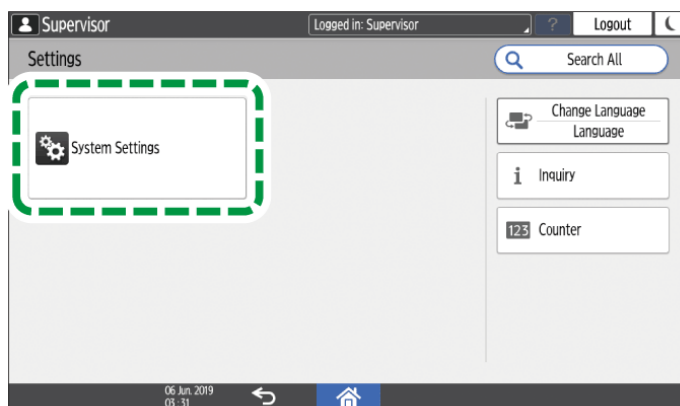 Supervisor
Logged in: Supervisor
?
Logout
Settings
Search All
System Settings
Change Language
Language
i Inquiry
123 Counter
06 Jun. 2019
03 : 31